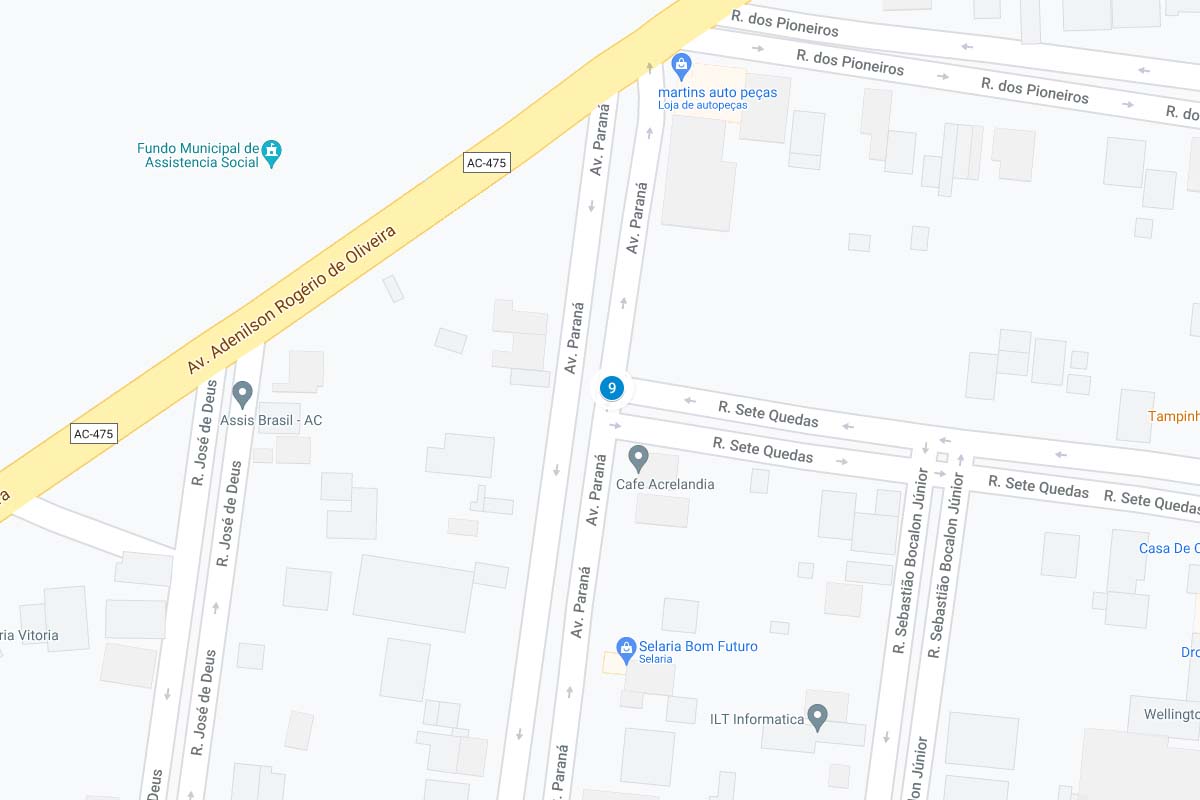 R. dos Pioneiros
R. dos Pioneiros
R. dos Pioneiros
R. do
martins auto peças
Loja de autopeças
Av. Paraná
Fundo Municipal de
Assistencia Social
AC-475
Av. Paraná
Av. Adenilson Rogério de Oliveira
Av. Paraná
R. José de Deus
Assis Brasil - AC
9
R. Sete Quedas
Tampinh
AC-475
R. Sete Quedas
R. José de Deus
Av. Paraná
Cafe Acrelandia
R. Sete Quedas
R. Sete Quedas
ra
R. Sebastião Bocalon Júnior
R. Sebastião Bocalon Júnior
Casa De C
Av. Paraná
ria Vitoria
Selaria Bom Futuro
Selaria
Dro
R. José de Deus
ILT Informatica
Wellingto
Deus
. Paraná
on Júnior